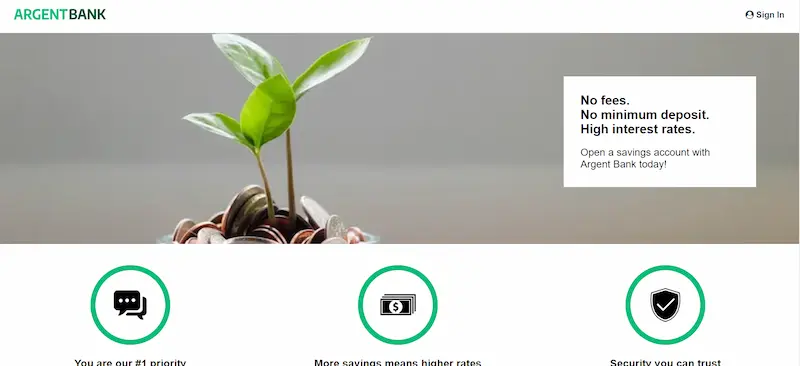 ARGENTBANK
Sign In
No fees.
No minimum deposit.
High interest rates.
Open a savings account with
Argent Bank today!
$
You are our #1 priority
More savings means higher rates
Security you can trust